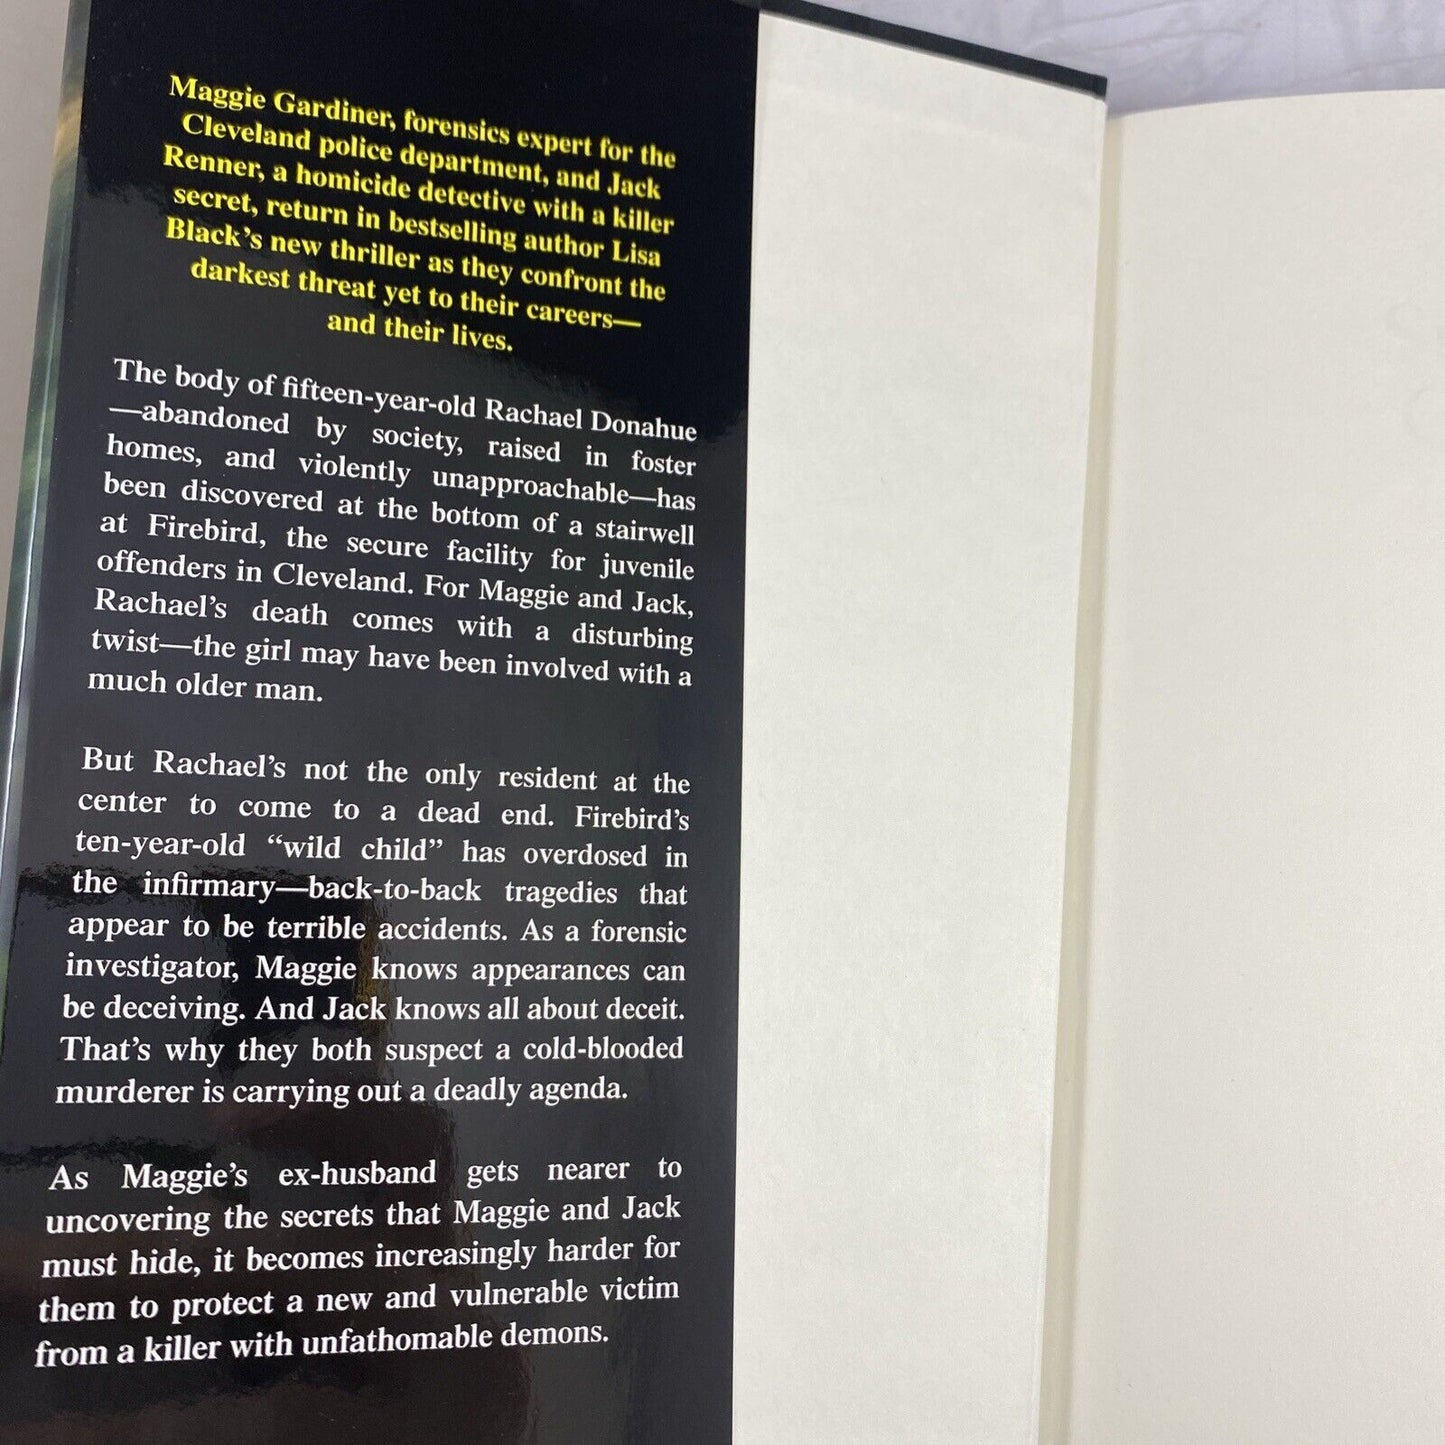 Maggie Gardiner, forensics expert for the
Cleveland police department, and Jack
Renner, a homicide detective with a killer
secret, return in bestselling author Lisa
Black's new thriller as they confront the
darkest threat yet to their careers—
and their lives.
The body of fifteen-year-old Rachael Donahue
—abandoned by society, raised in foster
homes, and violently unapproachable—has
been discovered at the bottom of a stairwell
at Firebird, the secure facility for juvenile
offenders in Cleveland. For Maggie and Jack,
Rachael's death comes with a disturbing
twist—the girl may have been involved with a
much older man.
But Rachael's not the only resident at the
center to come to a dead end. Firebird's
ten-year-old “wild child” has overdosed in
the infirmary—back-to-back tragedies that
appear to be terrible accidents. As a forensic
investigator, Maggie knows appearances can
be deceiving. And Jack knows all about deceit.
That's why they both suspect a cold-blooded
murderer is carrying out a deadly agenda.
As Maggie's ex-husband gets nearer to
uncovering the secrets that Maggie and Jack
must hide, it becomes increasingly harder for
them to protect a new and vulnerable victim
from a killer with unfathomable demons.